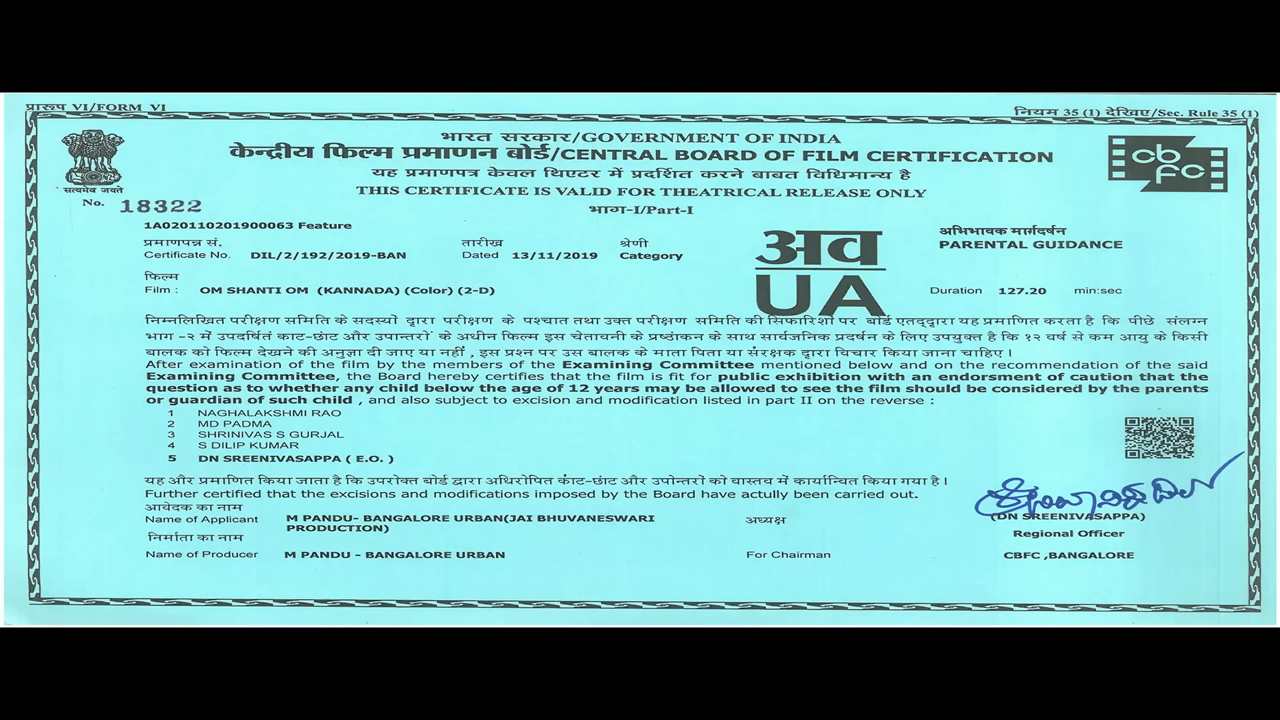 प्रारूप VI/FORM VI
नियम 35 (1) देखिए/Sec. Rule 35 (1)
भारत सरकार/GOVERNMENT OF INDIA
केन्द्रीय फिल्म प्रमाणन बोर्ड/CENTRAL BOARD OF FILM CERTIFICATION
cb fc
यह प्रमाणपत्र केवल थिएटर में प्रदर्शित करने बाबत विधिमान्य है
सत्यमेव जयते
THIS CERTIFICATE IS VALID FOR THEATRICAL RELEASE ONLY
No. 18322
भाग-I/Part-I
1A020110201900063 Feature
प्रमाणपत्र सं. तारीख श्रेणी
Certificate No. DIL/2/192/2019-BAN Dated 13/11/2019 Category
अव
UA
अभिभावक मार्गदर्षन
PARENTAL GUIDANCE
फिल्म
Film : OM SHANTI OM (KANNADA) (Color) (2-D) Duration 127.20 min:sec
निम्नलिखित परीक्षण समिति के सदस्यों द्वारा परीक्षण के पश्चात तथा उक्त परीक्षण समिति की सिफारिशों पर बोर्ड एतद्द्वारा यह प्रमाणित करता है कि पीछे संलग्न
भाग -२ में उपदर्षित काट-छांट और उपान्तरों के अधीन फिल्म इस चेतावनी के प्रष्ठांकन के साथ सार्वजनिक प्रदर्षन के लिए उपयुक्त है कि १२ वर्ष से कम आयु के किसी
बालक को फिल्म देखने की अनुज्ञा दी जाए या नहीं , इस प्रश्न पर उस बालक के माता पिता या संरक्षक द्वारा विचार किया जाना चाहिए।
After examination of the film by the members of the Examining Committee mentioned below and on the recommendation of the said
Examining Committee, the Board hereby certifies that the film is fit for public exhibition with an endorsment of caution that the
question as to whether any child below the age of 12 years may be allowed to see the film should be considered by the parents
or guardian of such child , and also subject to excision and modification listed in part II on the reverse :
1 NAGHALAKSHMI RAO
2 MD PADMA
3 SHRINIVAS S GURJAL
4 S DILIP KUMAR
5 DN SREENIVASAPPA ( E.O. )
यह और प्रमाणित किया जाता है कि उपरोक्त बोर्ड द्वारा अधिरोपित कांट-छांट और उपोन्तरों को वास्तव में कार्यान्वित किया गया है।
Further certified that the excisions and modifications imposed by the Board have actully been carried out.
आवेदक का नाम
Name of Applicant M PANDU- BANGALORE URBAN(JAI BHUVANESWARI
PRODUCTION)
अध्यक्ष
(DN SREENIVASAPPA)
निर्माता का नाम
Regional Officer
Name of Producer M PANDU - BANGALORE URBAN For Chairman CBFC ,BANGALORE